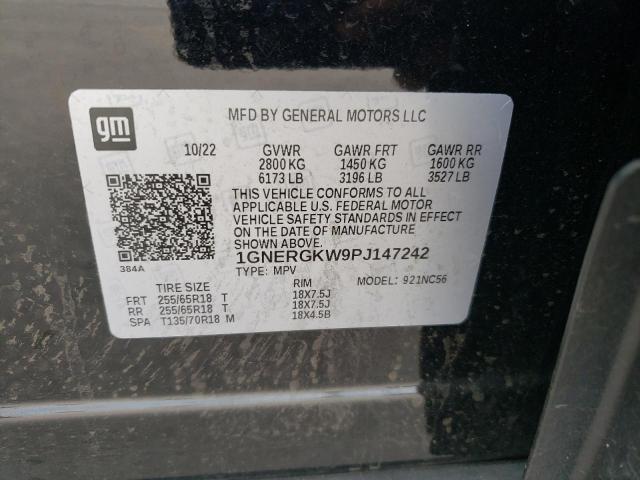 gm
MFD BY GENERAL MOTORS LLC
10/22 GVWR GAWR FRT GAWR RR
2800 KG 1450 KG 1600 KG
6173 LB 3196 LB 3527 LB
THIS VEHICLE CONFORMS TO ALL
APPLICABLE U.S. FEDERAL MOTOR
VEHICLE SAFETY STANDARDS IN EFFECT
ON THE DATE OF MANUFACTURE
SHOWN ABOVE.
1GNERGKW9PJ147242
384A TYPE: MPV MODEL: 921NC56
TIRE SIZE RIM
FRT 255/65R18 T 18X7.5J
RR 255/65R18 T 18X7.5J
SPA T135/70R18 M 18X4.5B